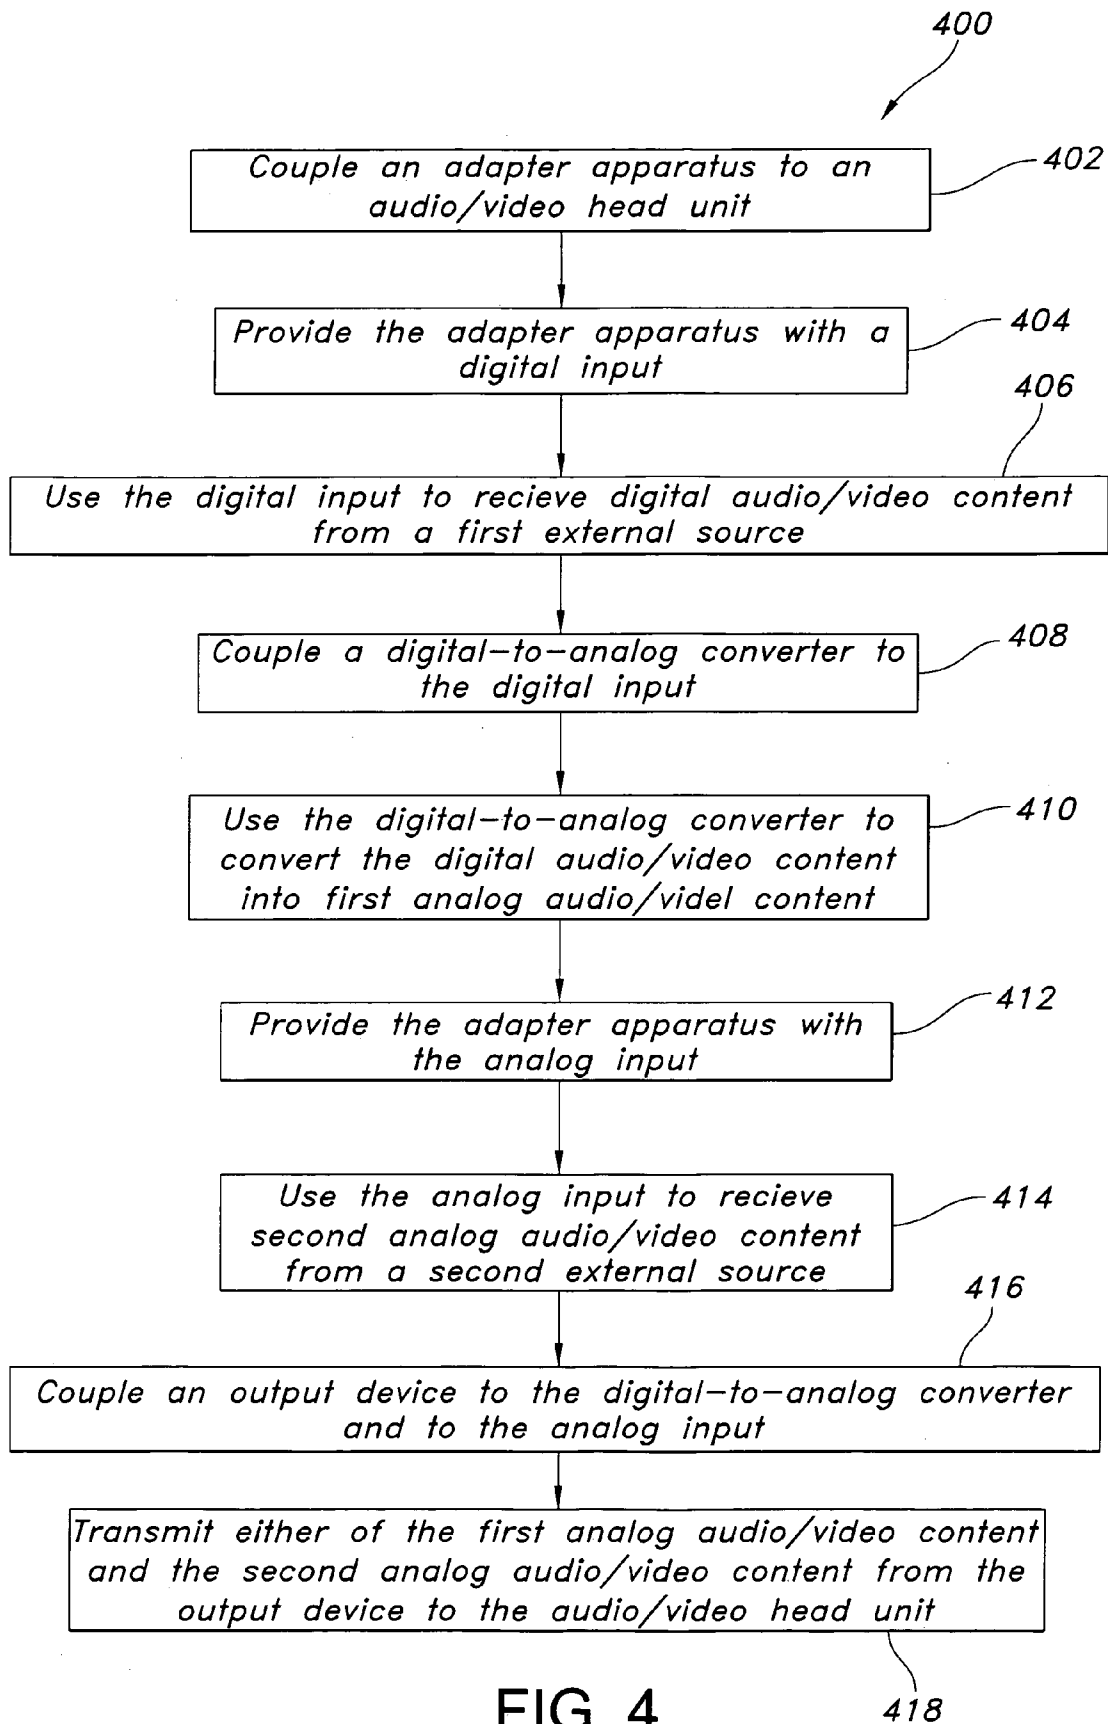 400
Couple an adapter apparatus to an
audio/video head unit
402
Provide the adapter apparatus with a
digital input
404
406
Use the digital input to recieve digital audio/video content
from a first external source
Couple a digital-to-analog converter to
the digital input
408
Use the digital-to-analog converter to
convert the digital audio/video content
into first analog audio/videl content
410
Provide the adapter apparatus with
the analog input
412
Use the analog input to recieve
second analog audio/video content
from a second external source
414
416
Couple an output device to the digital-to-analog converter
and to the analog input
Transmit either of the first analog audio/video content
and the second analog audio/video content from the
output device to the audio/video head unit
418
FIG 4